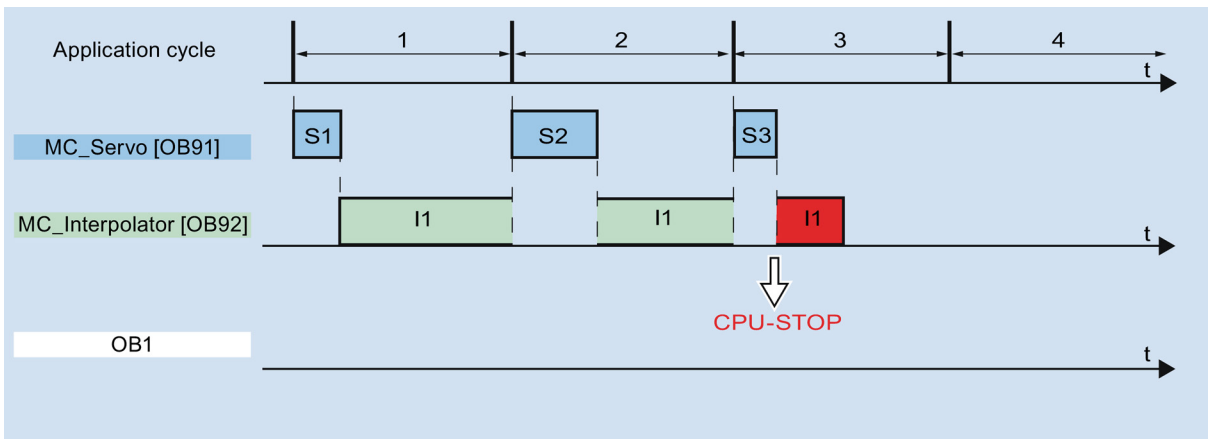 Application cycle
1
2
3
4
t
MC_Servo [OB91]
S1
S2
S3
MC_Interpolator [OB92]
I1
I1
I1
t
CPU-STOP
OB1
t